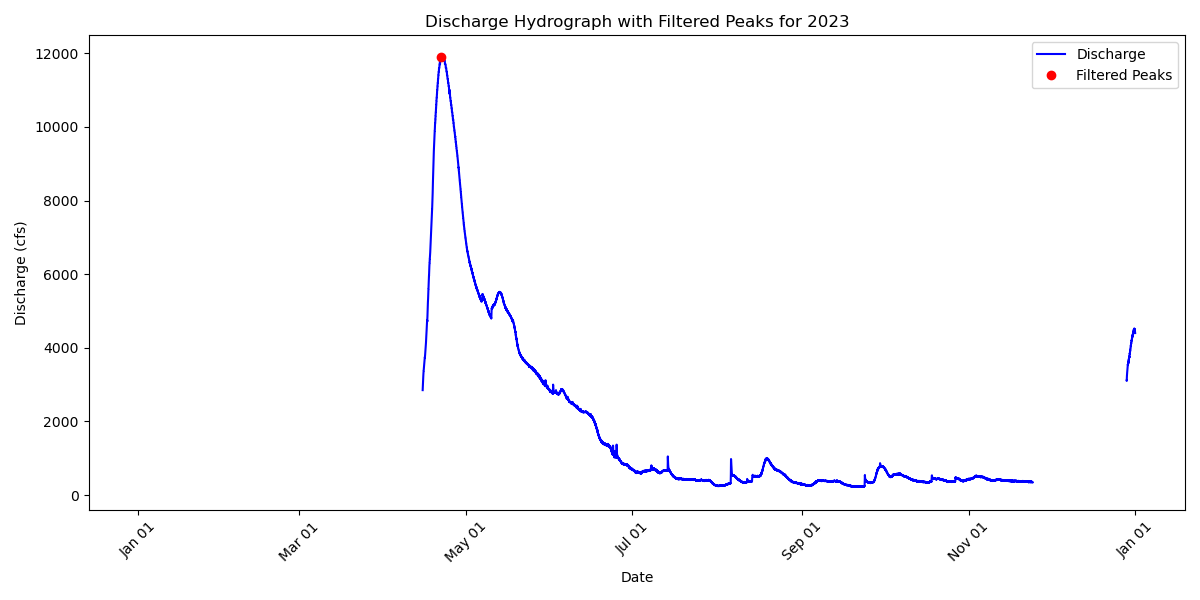 Discharge Hydrograph with Filtered Peaks for 2023
Discharge
Filtered Peaks
Discharge (cfs)
12000
10000
8000
6000
4000
2000
0
Jan 01
Mar 01
May 01
Jul 01
Sep 01
Nov 01
Jan 01
Date